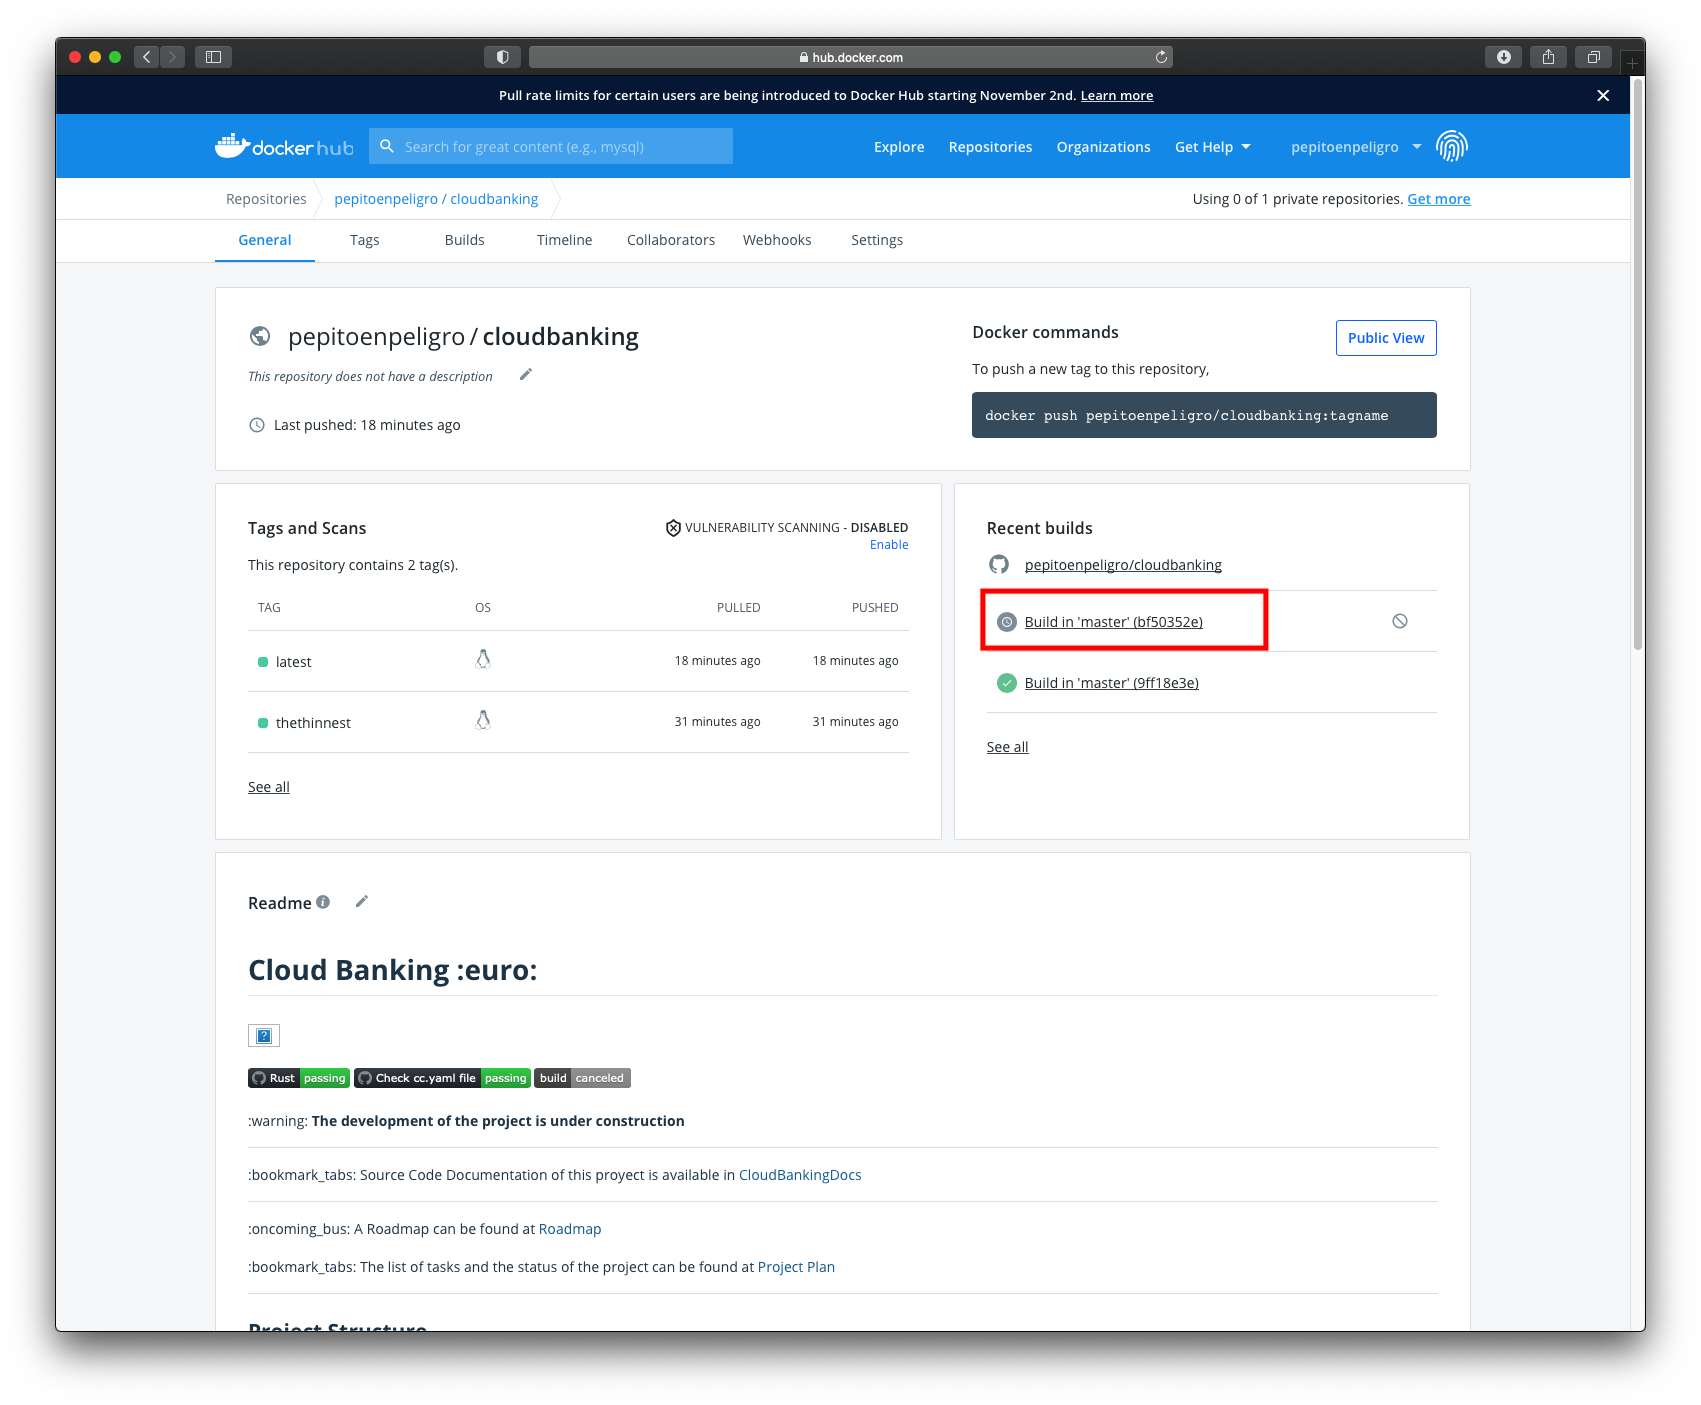 hub.docker.com
Pull rate limits for certain users are being introduced to Docker Hub starting November 2nd. Learn more
docker hub
Search for great content (e.g., mysql)
Explore Repositories Organizations Get Help pepitoenpeligro
Repositories pepitoenpeligro / cloudbanking Using 0 of 1 private repositories. Get more
General Tags Builds Timeline Collaborators Webhooks Settings
pepitoenpeligro / cloudbanking
This repository does not have a description
Last pushed: 18 minutes ago
Docker commands
Public View
To push a new tag to this repository,
docker push pepitoenpeligro/cloudbanking:tagname
Tags and Scans
VULNERABILITY SCANNING - DISABLED
Enable
This repository contains 2 tag(s).
TAG OS PULLED PUSHED
latest 18 minutes ago 18 minutes ago
thethinnest 31 minutes ago 31 minutes ago
See all
Recent builds
pepitoenpeligro/cloudbanking
Build in 'master' (bf50352e)
Build in 'master' (9ff18e3e)
See all
Readme
Cloud Banking :euro:
Rust passing Check cc.yaml file passing build canceled
:warning: The development of the project is under construction
:bookmark_tabs: Source Code Documentation of this proyect is available in CloudBankingDocs
:oncoming_bus: A Roadmap can be found at Roadmap
:bookmark_tabs: The list of tasks and the status of the project can be found at Project Plan
Project Structure